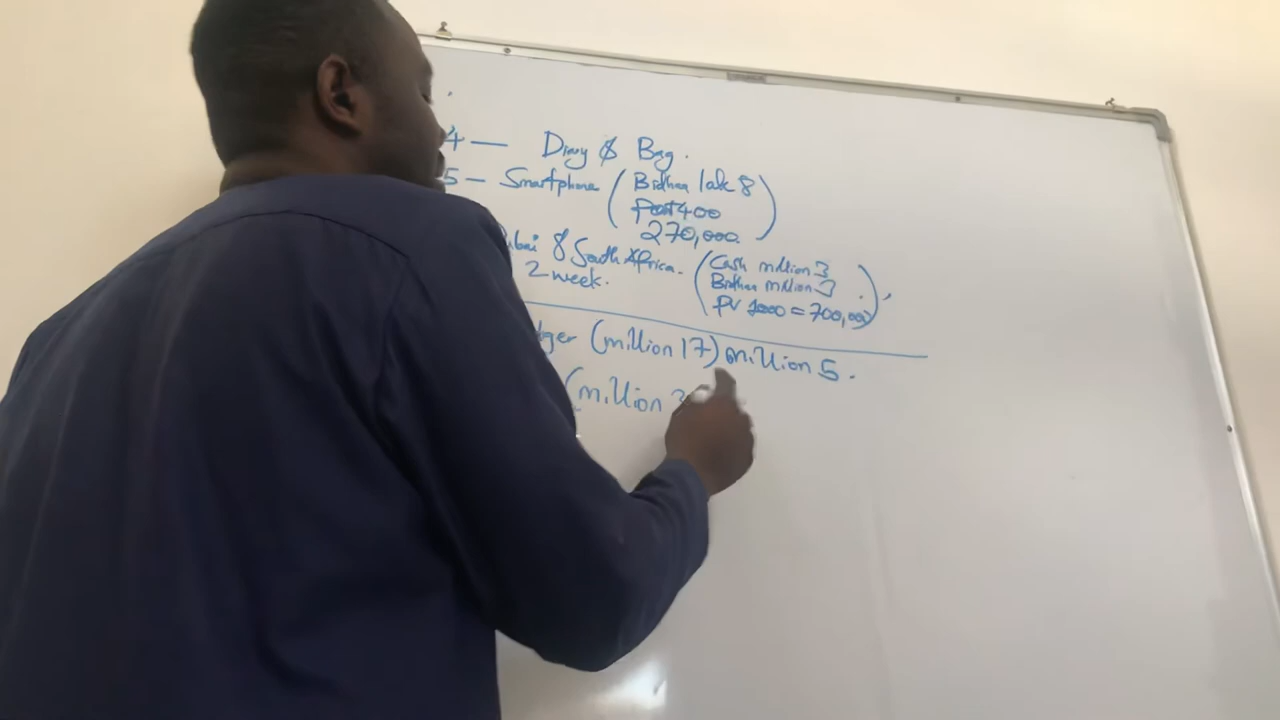 4 — Diary & Bag.
5 — Smartphone (Bidhaa laki 8
Point 400
270,000.)
Dubai & South Africa. (Cash million 3
2 week. Bidhaa million 3
PV 1000 = 700,000)
(million 17) million 5.
(million